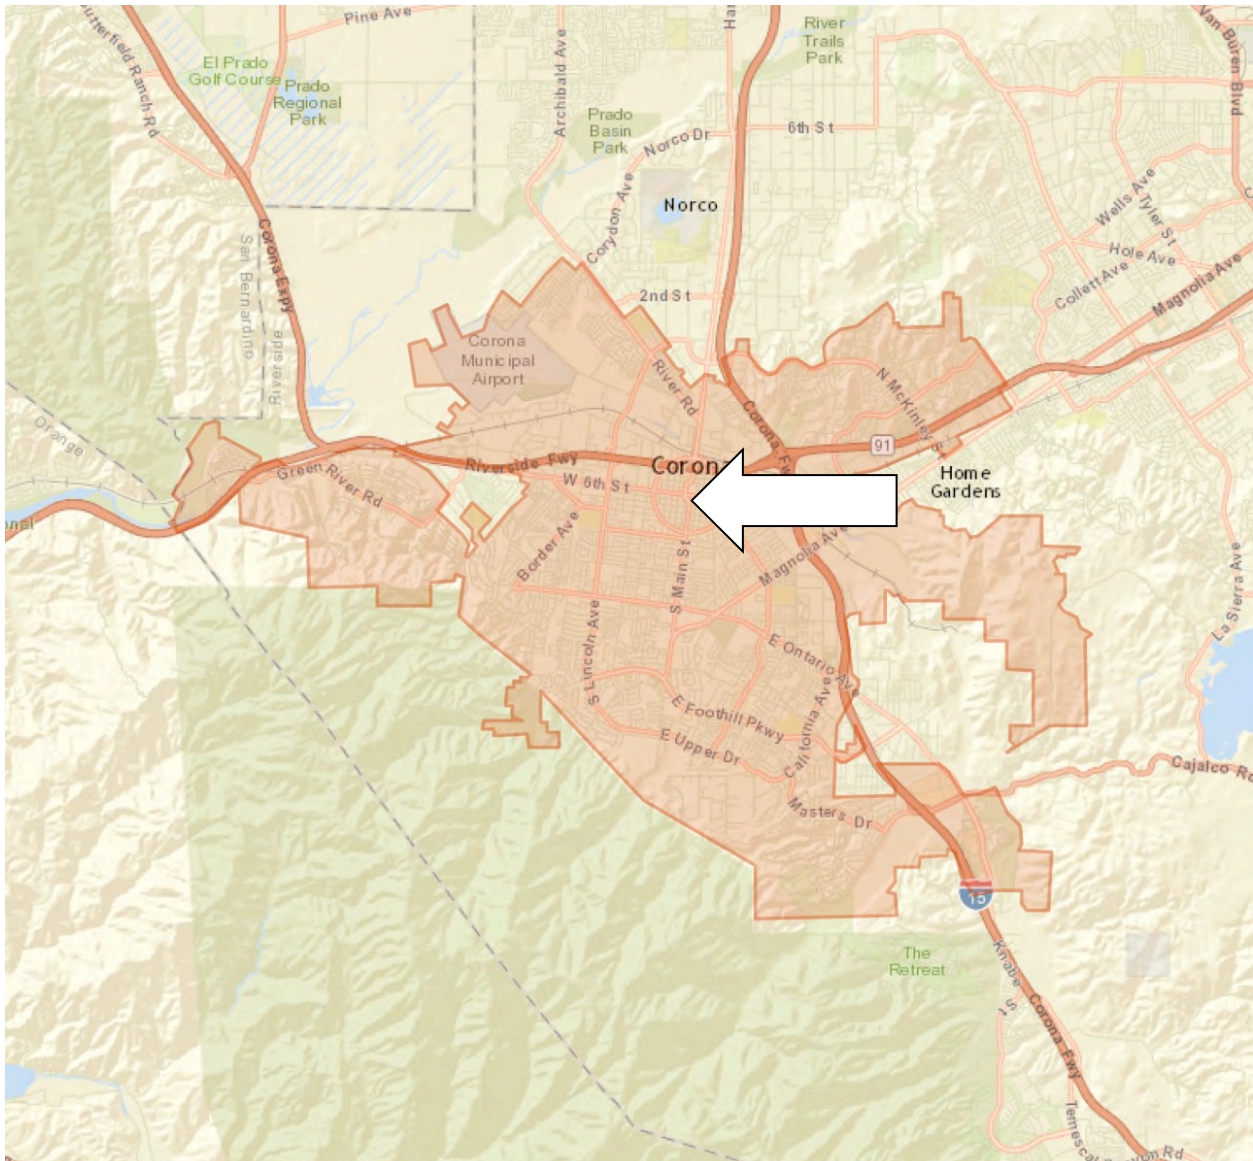 Pine Ave
Butterfield Ranch Rd
El Prado
Golf Course
Prado
Regional
Park
Archibald Ave
River
Trails
Park
Van Buren Blvd
Prado
Basin
Park
Norco Dr
6th St
Norco
Corydon Ave
Wells Ave
Tyler St
Hole Ave
Collett Ave
Magnolia Ave
San Bernardino
Riverside
Corona Expy
2nd St
Corona
Municipal
Airport
River Rd
N McKinley St
Corona Fwy
91
Orange
Green River Rd
Riverside Fwy
Corona
W 6th St
Home
Gardens
Border Ave
S Main St
Magnolia Ave
La Sierra Ave
S Lincoln Ave
E Ontario Ave
E Foothill Pkwy
California Ave
E Upper Dr
Masters Dr
Cajalco Rd
15
The
Retreat
Knabe
St
Corona Fwy